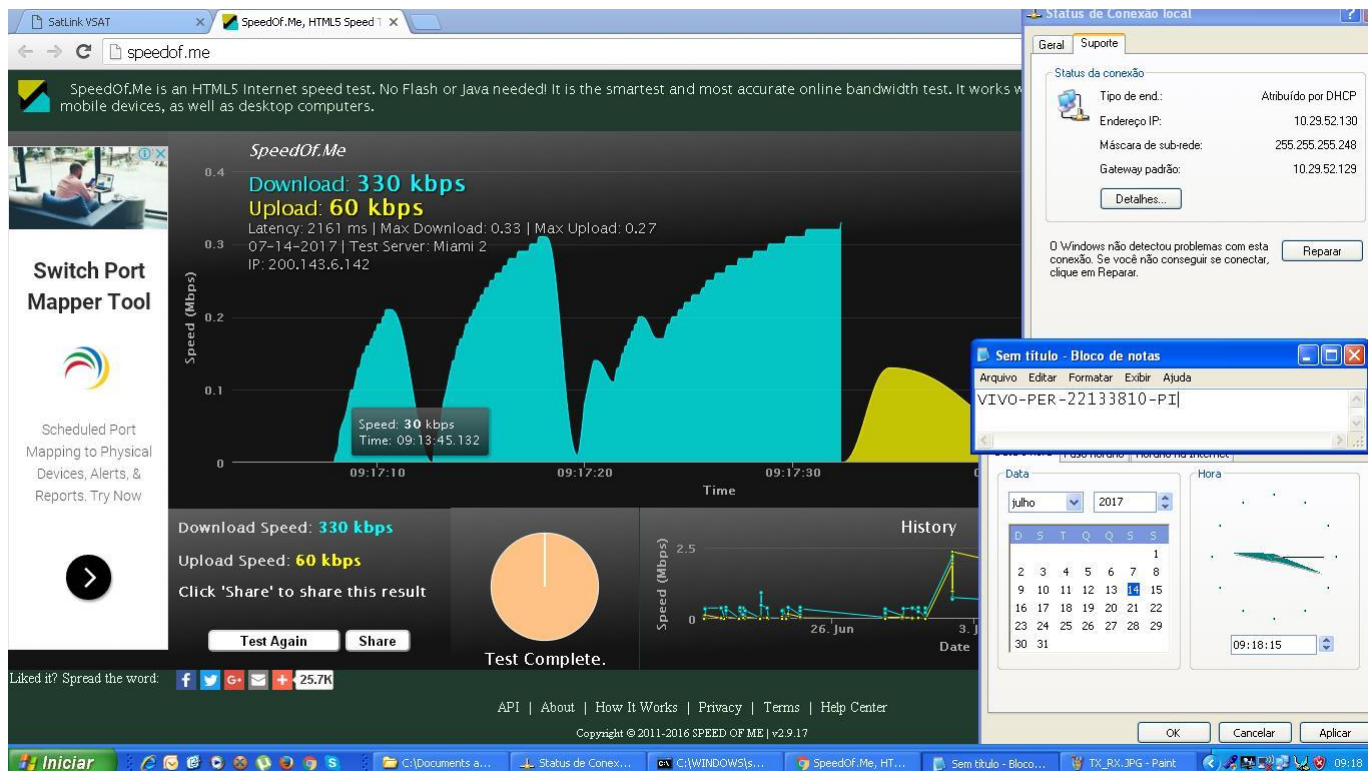 SatLink VSAT
SpeedOf.Me, HTML5 Speed T
speedof.me
SpeedOf.Me is an HTML5 Internet speed test. No Flash or Java needed! It is the smartest and most accurate online bandwidth test. It works
mobile devices, as well as desktop computers.
Switch Port
Mapper Tool
Scheduled Port
Mapping to Physical
Devices, Alerts, &
Reports. Try Now
SpeedOf.Me
Download: 330 kbps
Upload: 60 kbps
Latency: 2161 ms | Max Download: 0.33 | Max Upload: 0.27
07-14-2017 | Test Server: Miami 2
IP: 200.143.6.142
Speed (Mbps)
0.4
0.3
0.2
0.1
0
Speed: 30 kbps
Time: 09:13:45.132
09:17:10
09:17:20
09:17:30
Time
Download Speed: 330 kbps
Upload Speed: 60 kbps
Click 'Share' to share this result
Test Again
Share
Test Complete.
History
Speed (Mbps)
2.5
0
26. Jun
3. J
Date
Liked it? Spread the word:
25.7K
API | About | How It Works | Privacy | Terms | Help Center
Copyright © 2011-2016 SPEED OF ME | v2.9.17
Status de Conexão local
Geral
Suporte
Status da conexão
Tipo de end.: Atribuído por DHCP
Endereço IP: 10.29.52.130
Máscara de sub-rede: 255.255.255.248
Gateway padrão: 10.29.52.129
Detalhes...
O Windows não detectou problemas com esta
conexão. Se você não conseguir se conectar,
clique em Reparar.
Reparar
Sem título - Bloco de notas
Arquivo Editar Formatar Exibir Ajuda
VIVO-PER-22133810-PI
Data
Hora
julho
2017
D S T Q Q S S
1
2 3 4 5 6 7 8
9 10 11 12 13 14 15
16 17 18 19 20 21 22
23 24 25 26 27 28 29
30 31
09:18:15
OK
Cancelar
Aplicar
Iniciar
C:\Documents a...
Status de Conex...
C:\WINDOWS\s...
SpeedOf.Me, HT...
Sem título - Bloco...
TX_RX.JPG - Paint
09:18